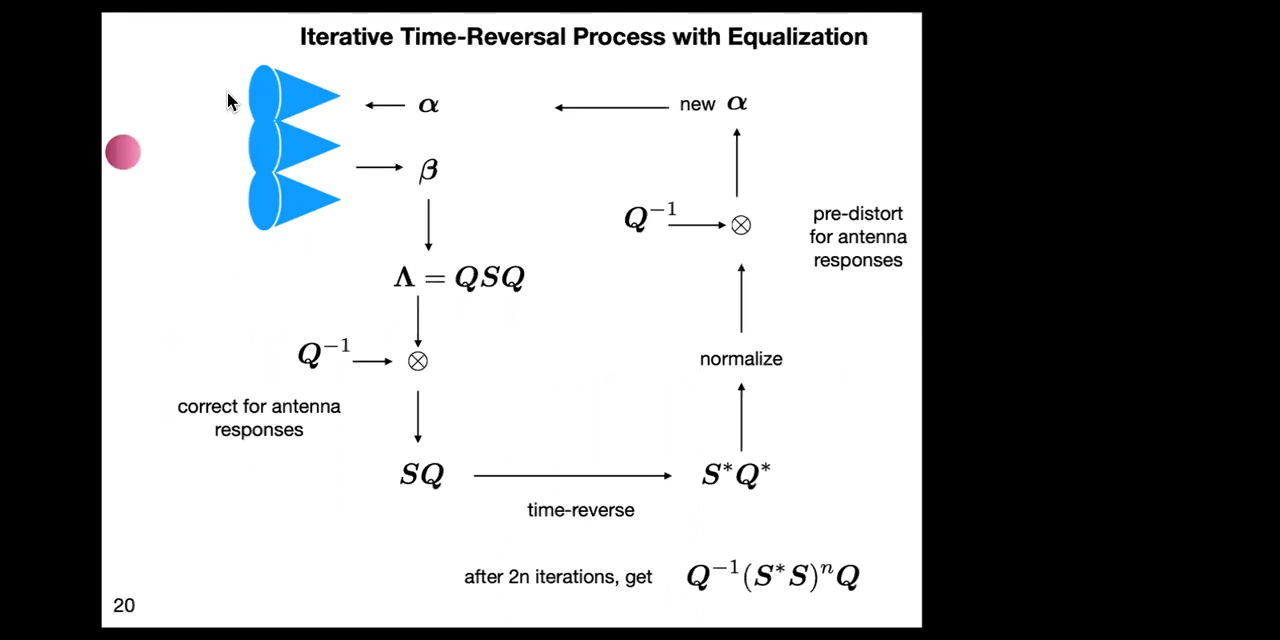 Iterative Time-Reversal Process with Equalization
α
new α
β
Q⁻¹
⊗
pre-distort
for antenna
responses
Λ = QSQ
Q⁻¹
⊗
normalize
correct for antenna
responses
SQ
S*Q*
time-reverse
after 2n iterations, get Q⁻¹(S*S)ⁿQ
20